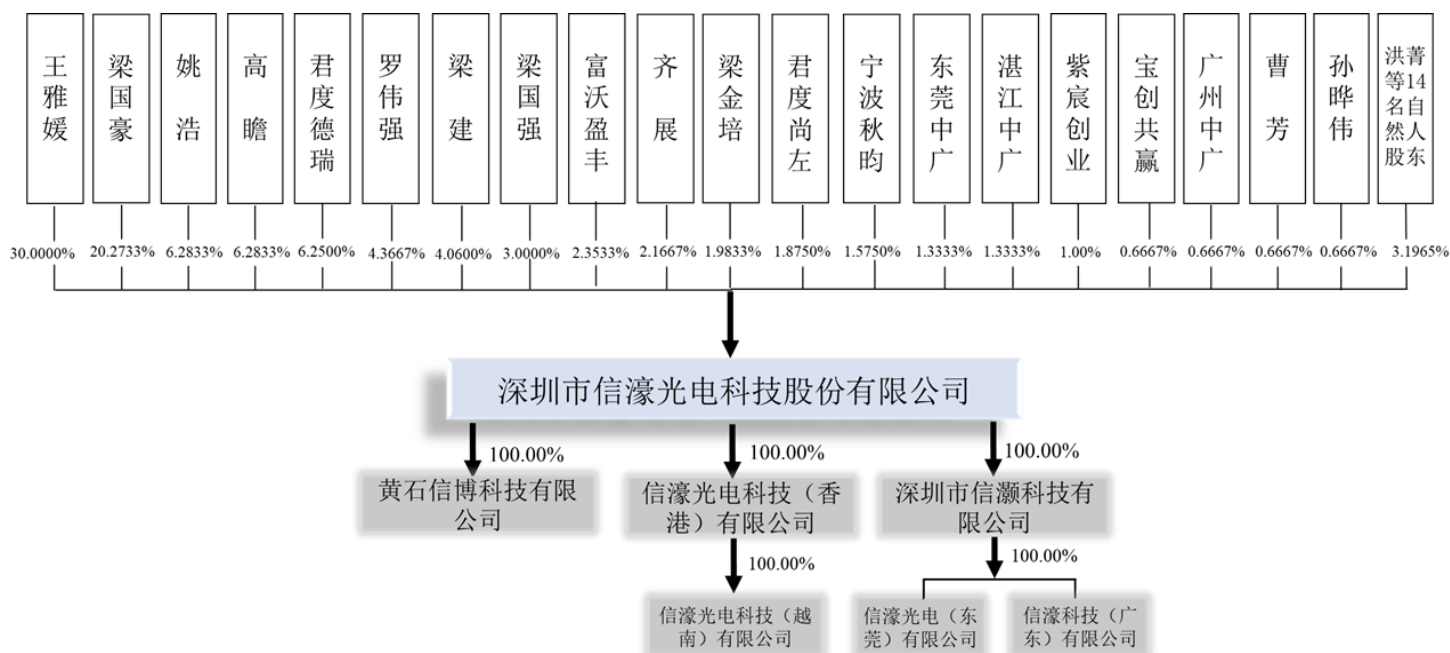 王雅媛
梁国豪
姚浩
高瞻
君度德瑞
罗伟强
梁建
梁国强
富沃盈丰
齐展
梁金培
君度尚左
宁波秋昀
东莞中广
湛江中广
紫宸创业
宝创共赢
广州中广
曹芳
孙晔伟
洪菁
等14
名自
然人
股东
30.0000%
20.2733%
6.2833%
6.2833%
6.2500%
4.3667%
4.0600%
3.0000%
2.3533%
2.1667%
1.9833%
1.8750%
1.5750%
1.3333%
1.3333%
1.00%
0.6667%
0.6667%
0.6667%
0.6667%
3.1965%
深圳市信濠光电科技股份有限公司
100.00%
100.00%
100.00%
黄石信博科技有限
公司
信濠光电科技（香
港）有限公司
深圳市信灏科技有
限公司
100.00%
100.00%
信濠光电科技（越
南）有限公司
信濠光电（东
莞）有限公司
信濠科技（广
东）有限公司